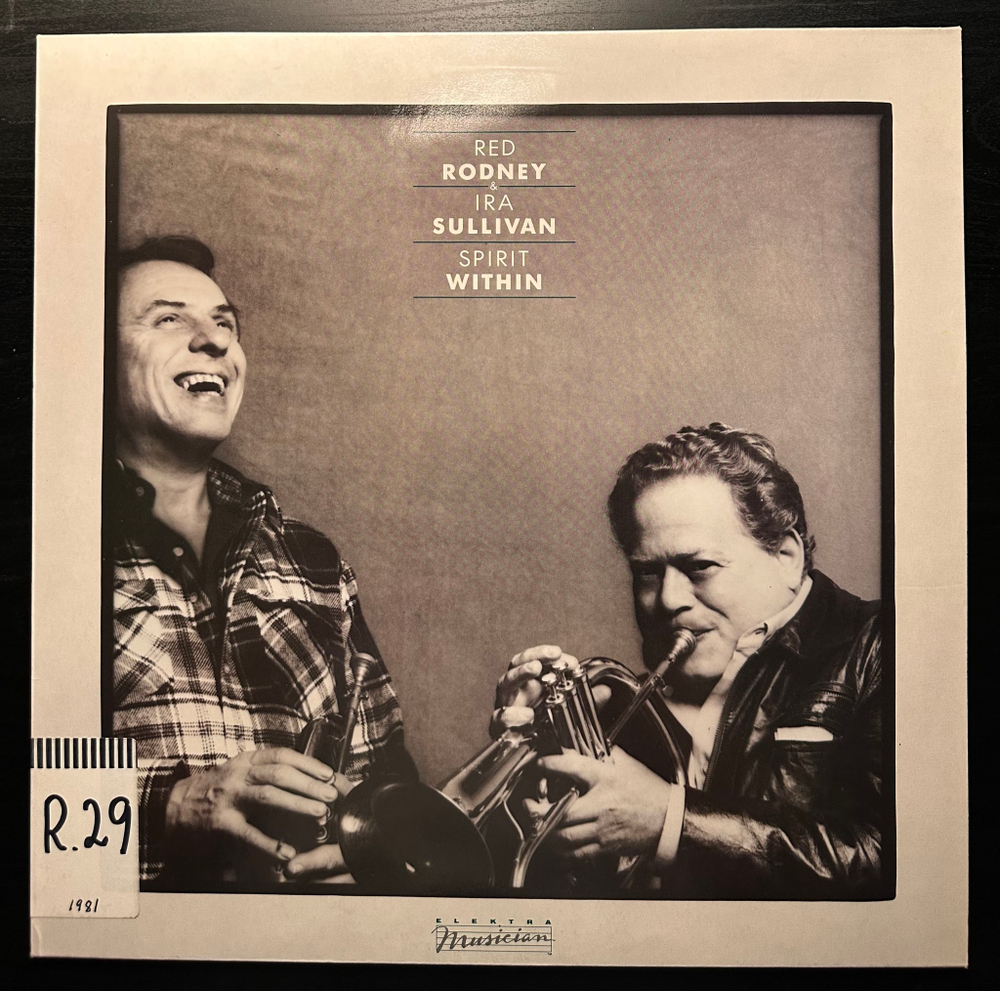 RED
RODNEY
&
IRA
SULLIVAN
SPIRIT
WITHIN
R.29
1981
ELEKTRA
Musician